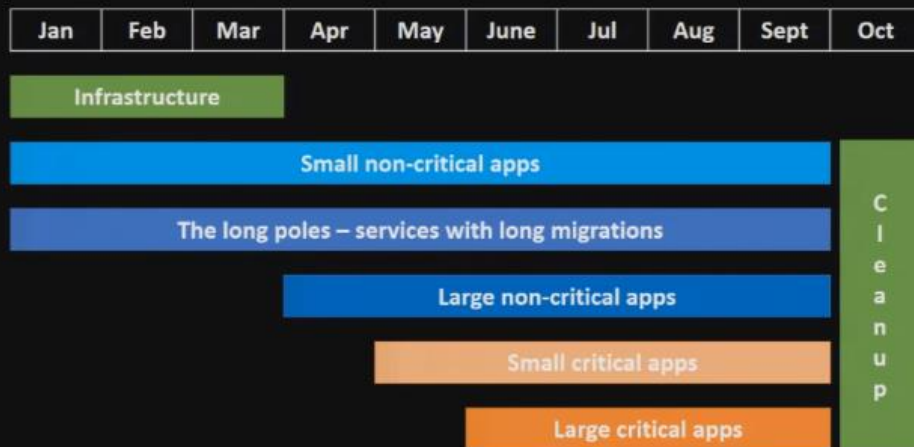 Jan Feb Mar Apr May June Jul Aug Sept Oct
Infrastructure
Small non-critical apps
The long poles – services with long migrations
Large non-critical apps
Small critical apps
Large critical apps
Cleanup